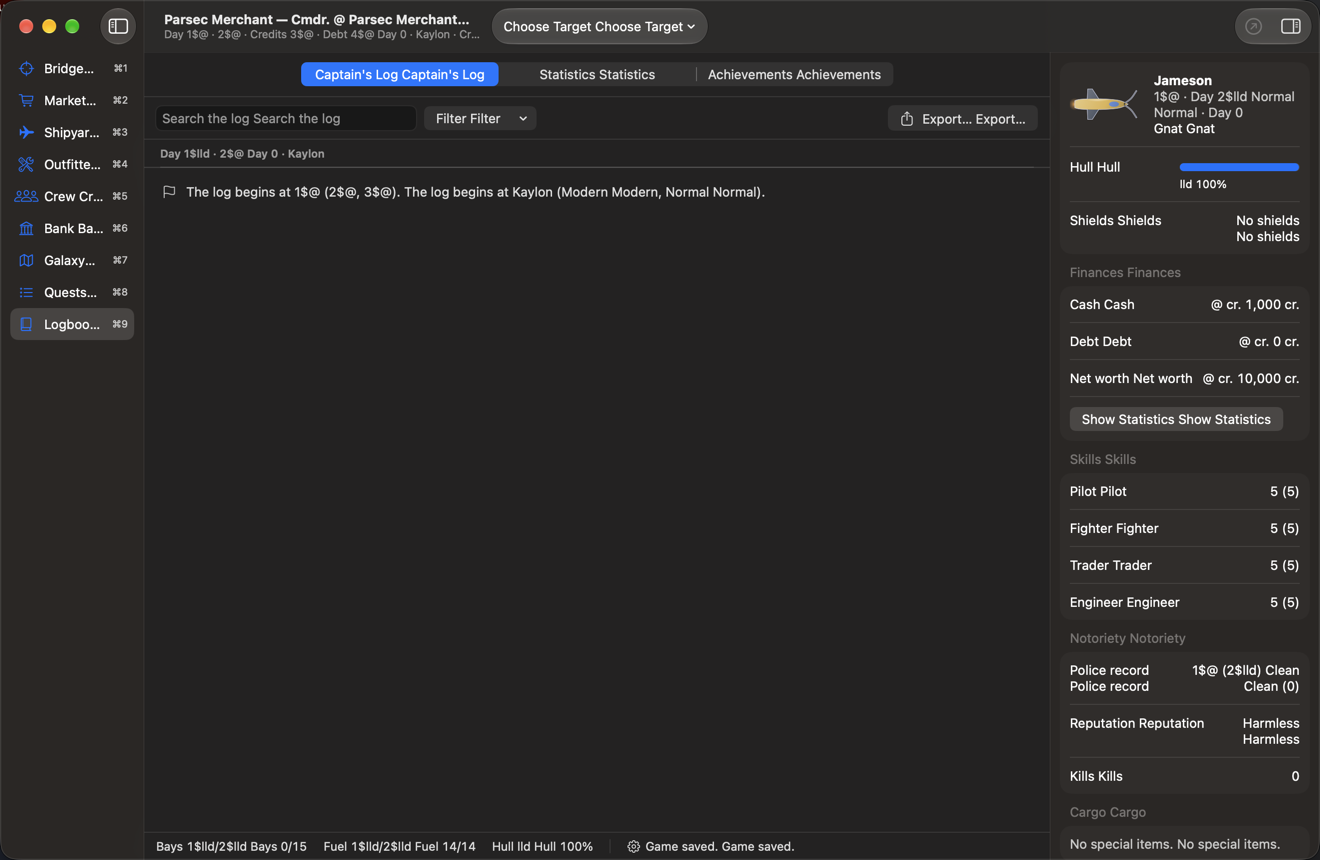 Parsec Merchant — Cmdr. @ Parsec Merchant...
Day 1$@ · 2$@ · Credits 3$@ · Debt 4$@ Day 0 · Kaylon · Cr...
Choose Target Choose Target
Bridge... ⌘1
Market... ⌘2
Shipyar... ⌘3
Outfitte... ⌘4
Crew Cr... ⌘5
Bank Ba... ⌘6
Galaxy... ⌘7
Quests... ⌘8
Logboo... ⌘9
Captain's Log Captain's Log
Statistics Statistics
Achievements Achievements
Search the log Search the log
Filter Filter
Export... Export...
Day 1$lld · 2$@ Day 0 · Kaylon
The log begins at 1$@ (2$@, 3$@). The log begins at Kaylon (Modern Modern, Normal Normal).
Bays 1$lld/2$lld Bays 0/15
Fuel 1$lld/2$lld Fuel 14/14
Hull lld Hull 100%
Game saved. Game saved.
Jameson
1$@ · Day 2$lld Normal
Normal · Day 0
Gnat Gnat
Hull Hull
lld 100%
Shields Shields
No shields
No shields
Finances Finances
Cash Cash @ cr. 1,000 cr.
Debt Debt @ cr. 0 cr.
Net worth Net worth @ cr. 10,000 cr.
Show Statistics Show Statistics
Skills Skills
Pilot Pilot 5 (5)
Fighter Fighter 5 (5)
Trader Trader 5 (5)
Engineer Engineer 5 (5)
Notoriety Notoriety
Police record 1$@ (2$lld) Clean
Police record Clean (0)
Reputation Reputation Harmless
Harmless
Kills Kills 0
Cargo Cargo
No special items. No special items.